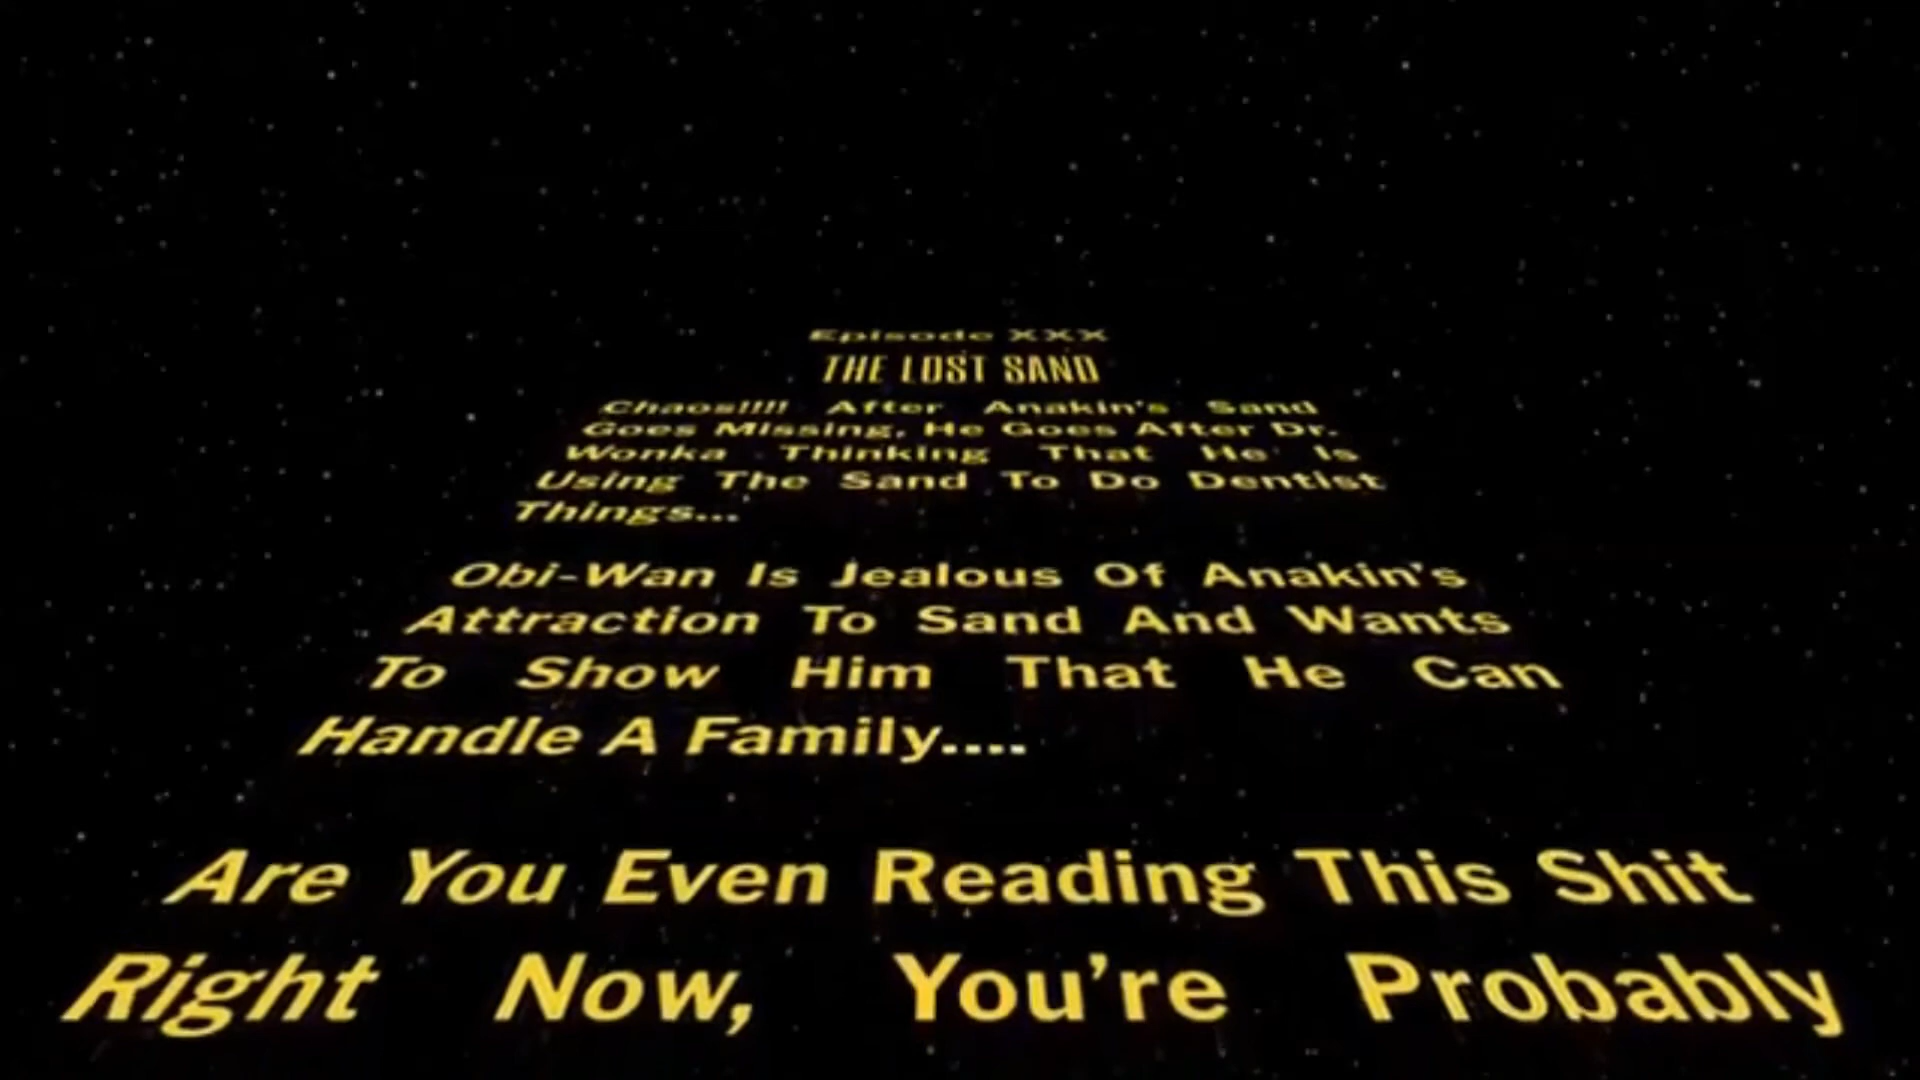 Episode XXX
THE LOST SAND
Chaos!!!! After Anakin's Sand
Goes Missing, He Goes After Dr.
Wonka Thinking That He Is
Using The Sand To Do Dentist
Things...
Obi-Wan Is Jealous Of Anakin's
Attraction To Sand And Wants
To Show Him That He Can
Handle A Family....
Are You Even Reading This Shit
Right Now, You're Probably